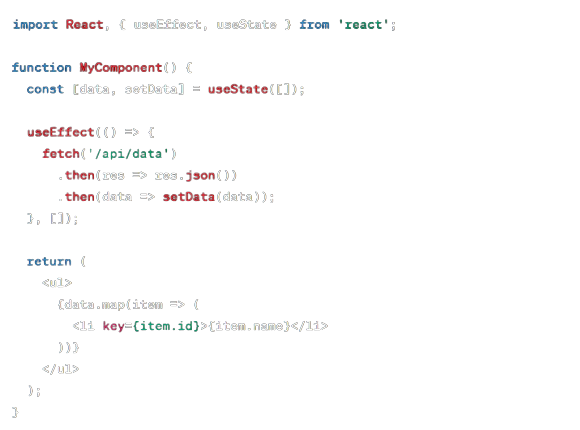 import React, { useEffect, useState } from 'react';
function MyComponent() {
const [data, setData] = useState([]);
useEffect(() => {
fetch('/api/data')
.then(res => res.json())
.then(data => setData(data));
}, []);
return (
<ul>
{data.map(item => (
<li key={item.id}>{item.name}</li>
))}
</ul>
);
}